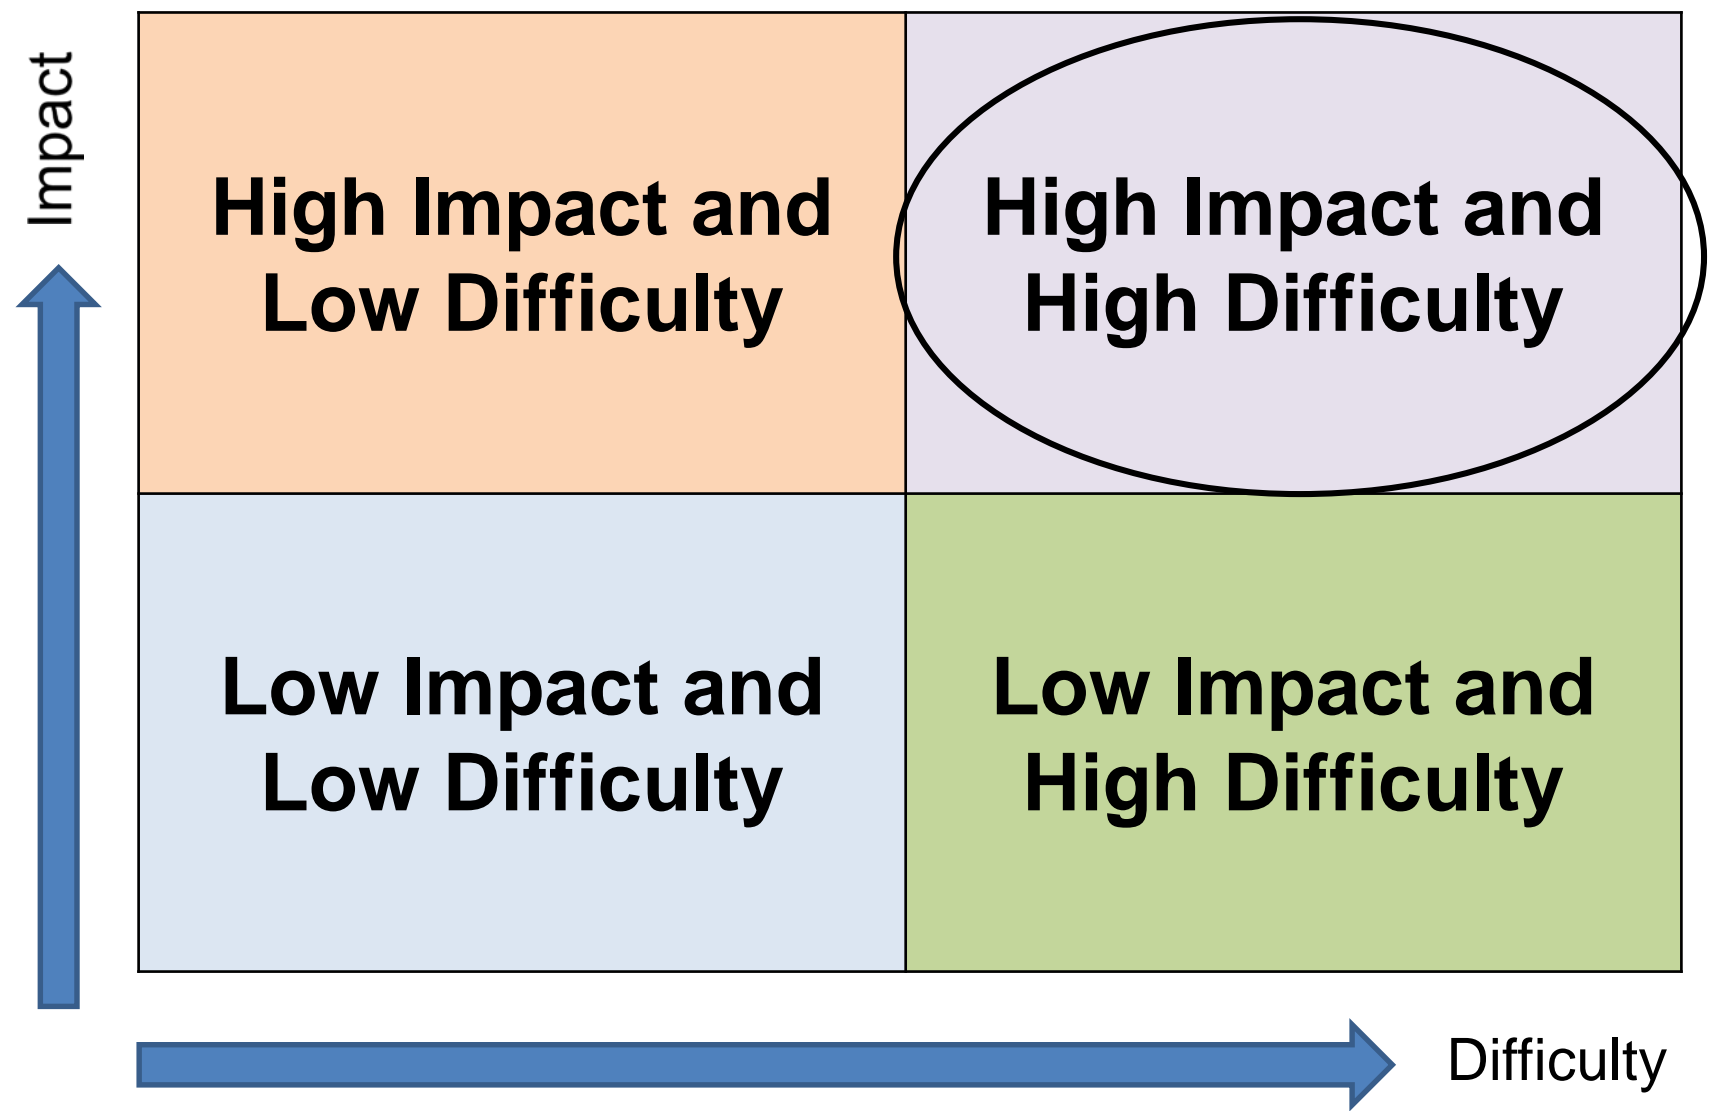 Impact
High Impact and
Low Difficulty
High Impact and
High Difficulty
Low Impact and
Low Difficulty
Low Impact and
High Difficulty
Difficulty